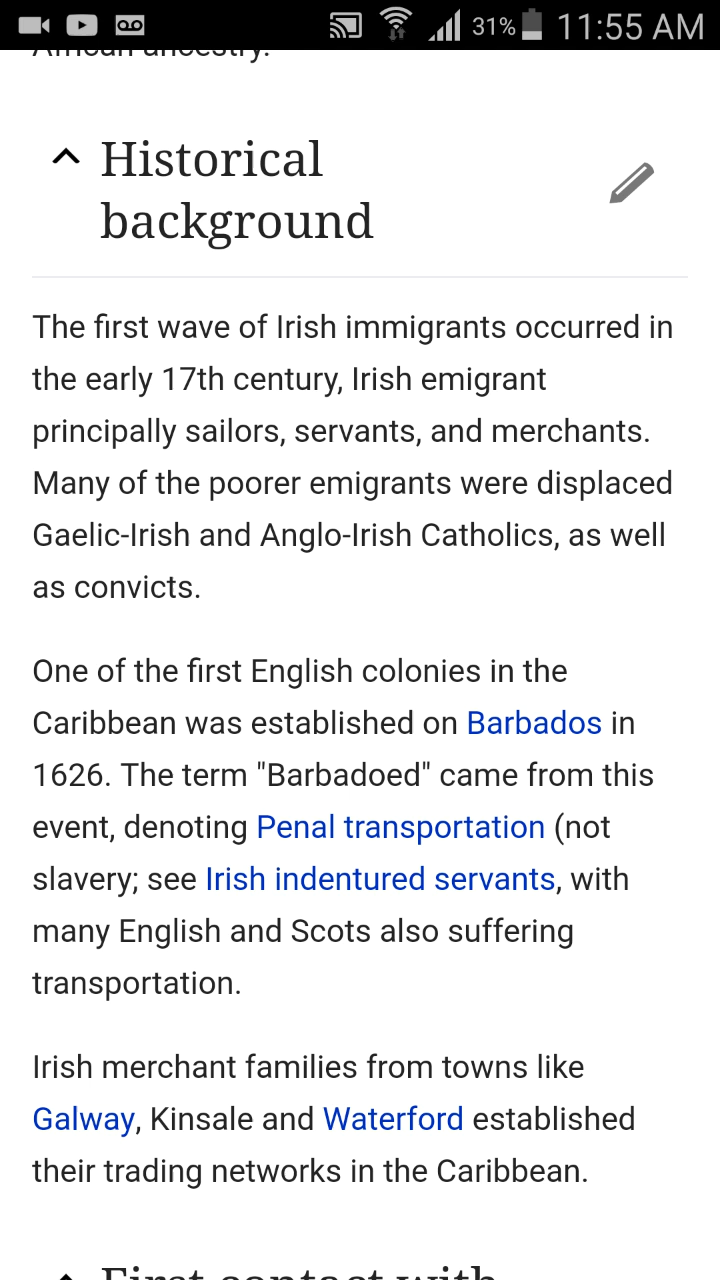 31% 11:55 AM
African ancestry.
Historical
background
The first wave of Irish immigrants occurred in
the early 17th century, Irish emigrant
principally sailors, servants, and merchants.
Many of the poorer emigrants were displaced
Gaelic-Irish and Anglo-Irish Catholics, as well
as convicts.
One of the first English colonies in the
Caribbean was established on Barbados in
1626. The term "Barbadoed" came from this
event, denoting Penal transportation (not
slavery; see Irish indentured servants, with
many English and Scots also suffering
transportation.
Irish merchant families from towns like
Galway, Kinsale and Waterford established
their trading networks in the Caribbean.
First contact with